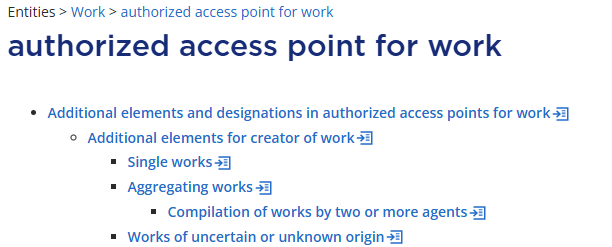 Entities > Work > authorized access point for work
authorized access point for work
Additional elements and designations in authorized access points for work
Additional elements for creator of work
Single works
Aggregating works
Compilation of works by two or more agents
Works of uncertain or unknown origin